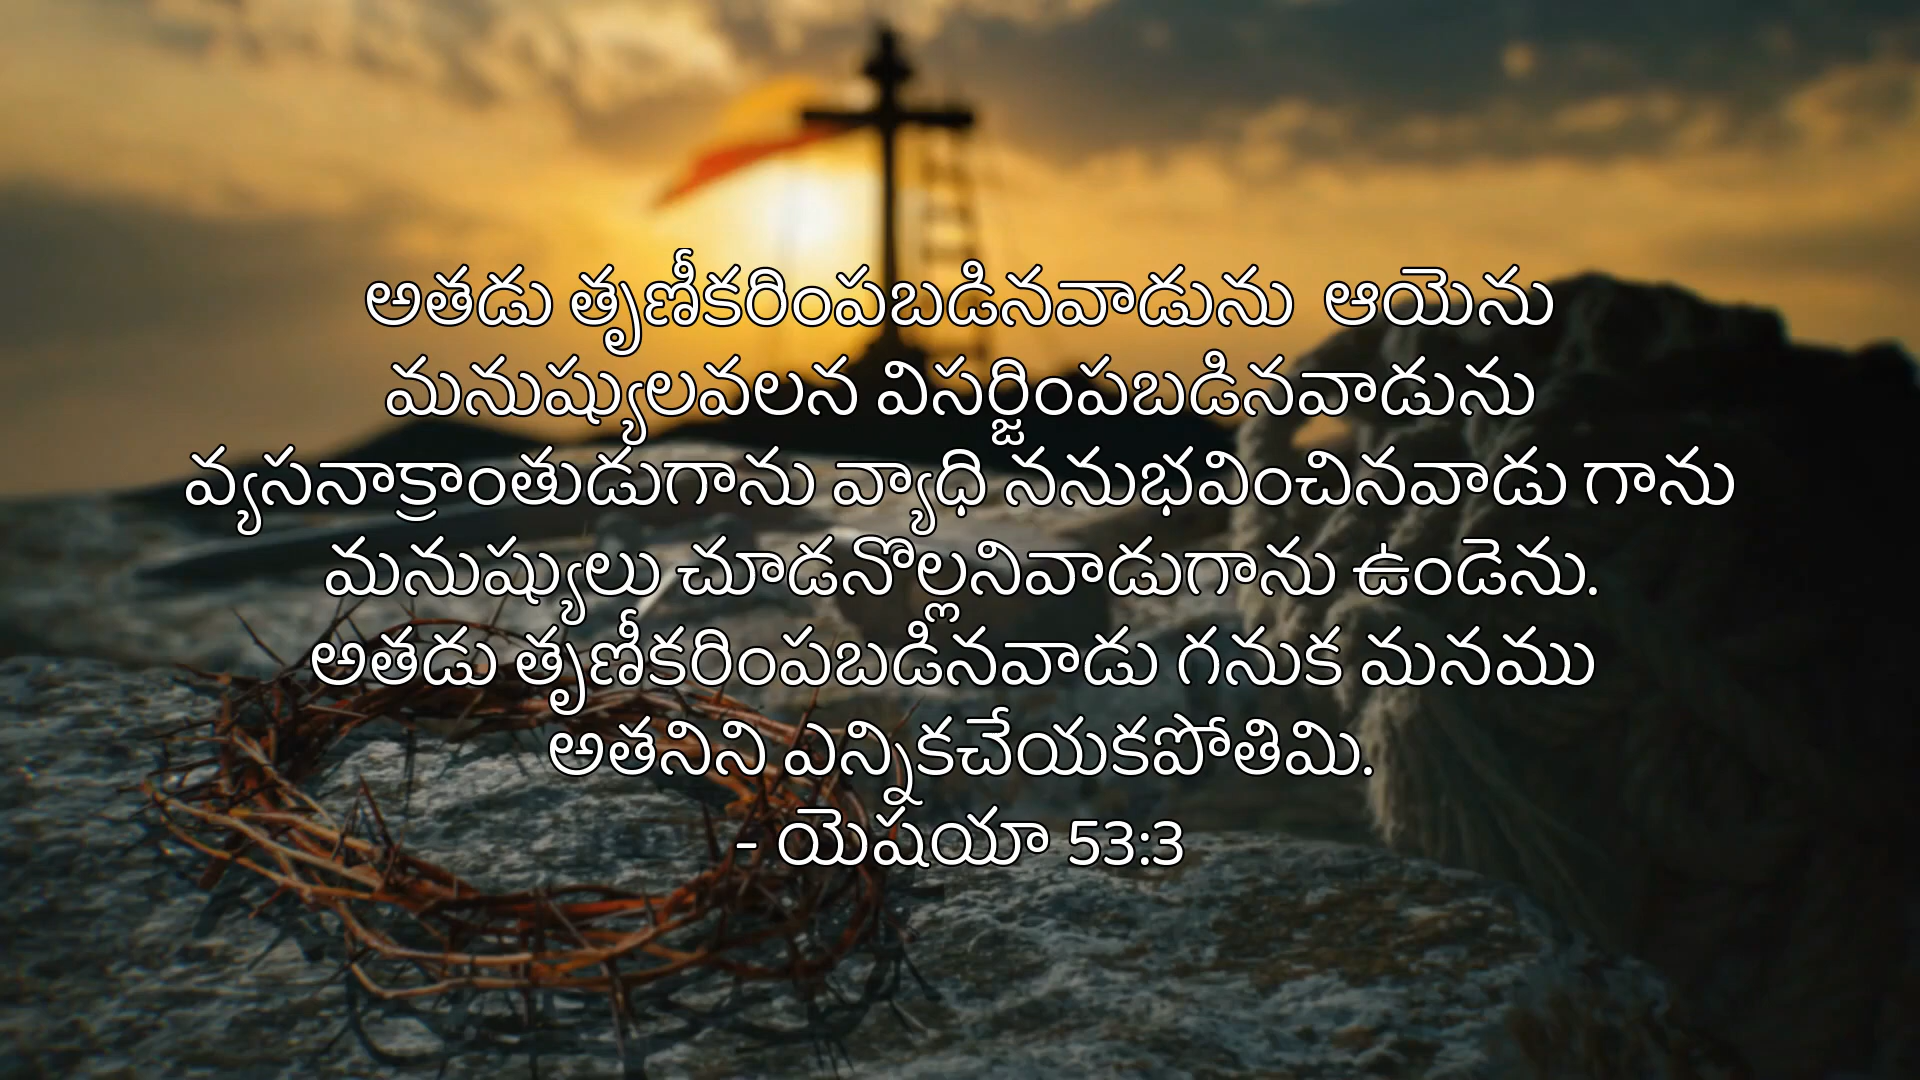 అతడు తృణీకరింపబడినవాడును  ఆయెను
మనుష్యులవలన విసర్జింపబడినవాడును
వ్యసనాక్రాంతుడుగాను వ్యాధి ననుభవించినవాడు గాను
మనుష్యులు చూడనొల్లనివాడుగాను ఉండెను.
అతడు తృణీకరింపబడినవాడు గనుక మనము
అతనిని ఎన్నికచేయకపోతిమి.
- యెషయా 53:3